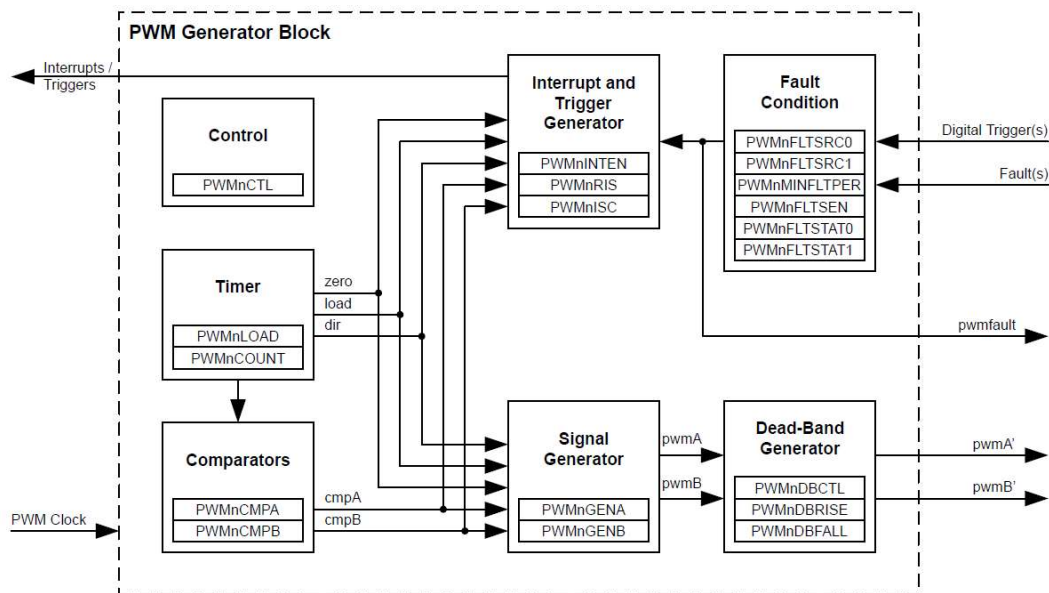 PWM Generator Block
Interrupts /
Triggers
Control
PWMnCTL
Interrupt and
Trigger
Generator
PWMnINTEN
PWMnRIS
PWMnISC
Fault
Condition
PWMnFLTSRC0
PWMnFLTSRC1
PWMnMINFLTPER
PWMnFLTSEN
PWMnFLTSTAT0
PWMnFLTSTAT1
Digital Trigger(s)
Fault(s)
Timer
PWMnLOAD
PWMnCOUNT
zero
load
dir
pwmfault
Comparators
PWMnCMPA
PWMnCMPB
cmpA
cmpB
Signal
Generator
PWMnGENA
PWMnGENB
pwmA
pwmB
Dead-Band
Generator
PWMnDBCTL
PWMnDBRISE
PWMnDBFALL
pwmA’
pwmB’
PWM Clock